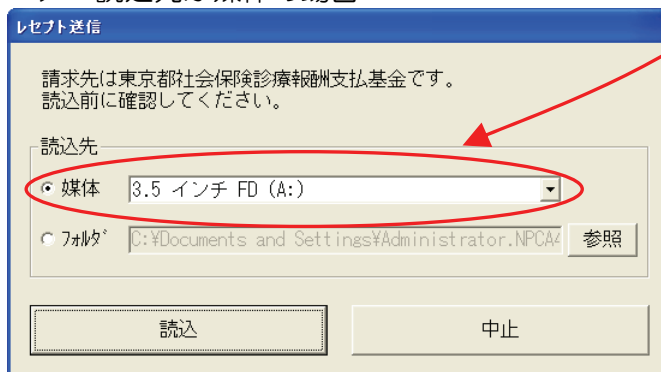 レセプト送信
請求先は東京都社会保険診療報酬支払基金です。
読込前に確認してください。
読込先
媒体 3.5 インチ FD (A:)
フォルダ C:¥Documents and Settings¥Administrator.NPCA4 参照
読込 中止